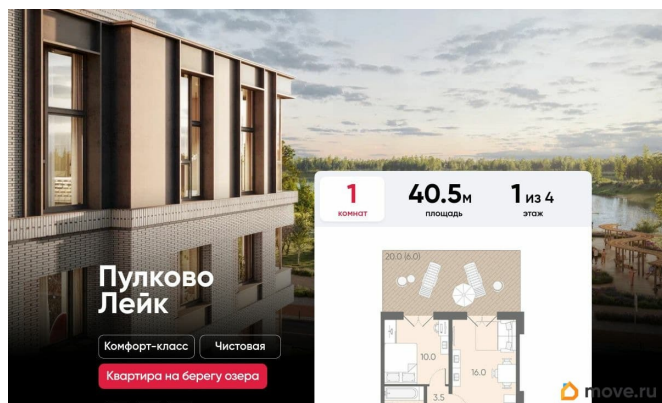 1
комнат
40.5м
площадь
1 из 4
этаж
Пулково
Лейк
Комфорт-класс
Чистовая
Квартира на берегу озера
20.0 (6.0)
10.0
16.0
3.5
move.ru